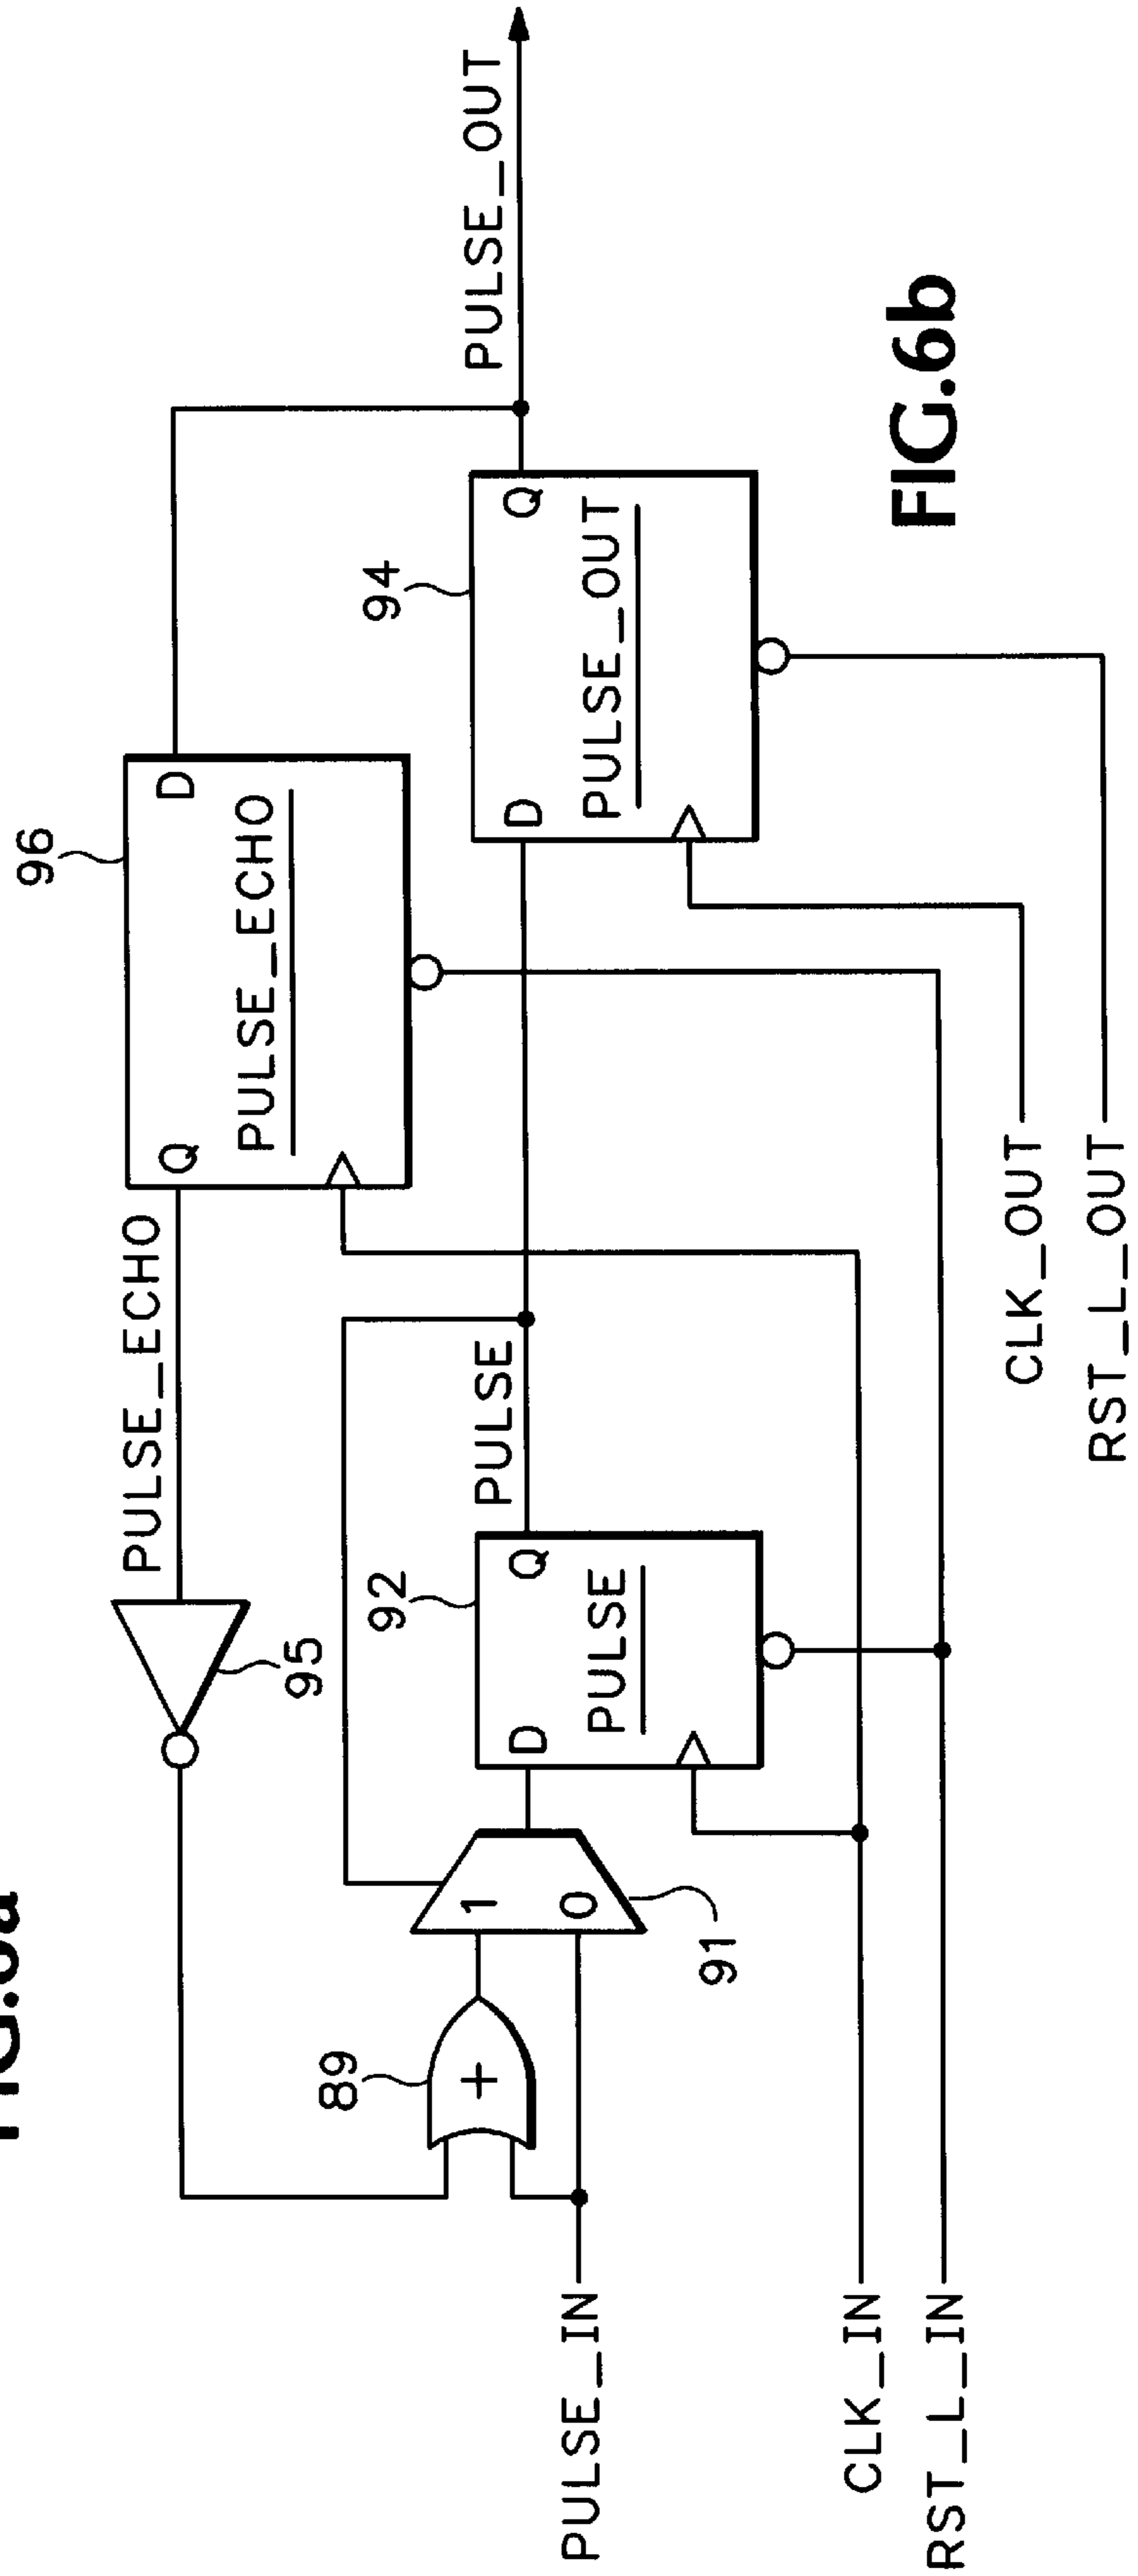 96
PULSE_ECHO
Q
D
PULSE_ECHO
95
92
PULSE
94
PULSE_OUT
89
+
1
0
91
D
Q
PULSE
D
Q
PULSE_OUT
PULSE_IN
CLK_IN
RST_L_IN
CLK_OUT
RST_L_OUT
FIG.6b